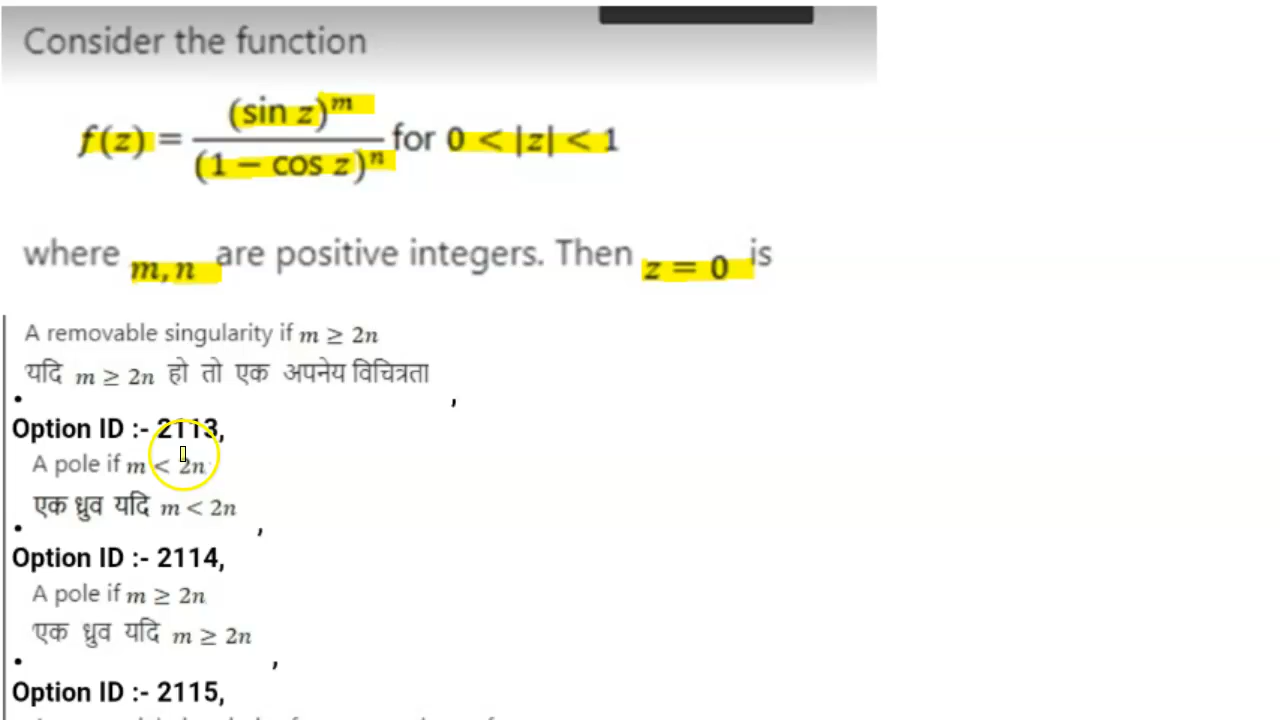 Consider the function
f(z) = (sin z)^m / (1 − cos z)^n for 0 < |z| < 1
where m, n are positive integers. Then z = 0 is
A removable singularity if m ≥ 2n
यदि m ≥ 2n हो तो एक अपनेय विचित्रता
• ,
Option ID :- 2113,
A pole if m < 2n
एक ध्रुव यदि m < 2n
• ,
Option ID :- 2114,
A pole if m ≥ 2n
एक ध्रुव यदि m ≥ 2n
• ,
Option ID :- 2115,